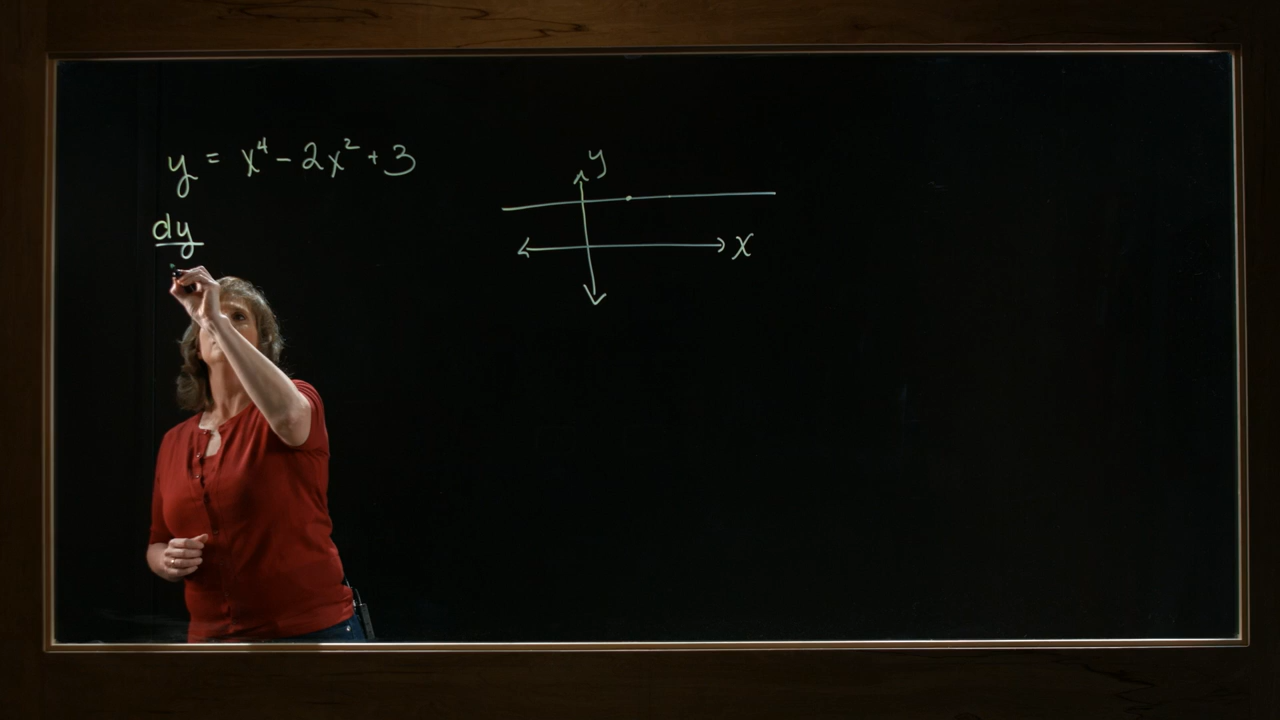 y = x⁴ - 2x² + 3
dy
y
x